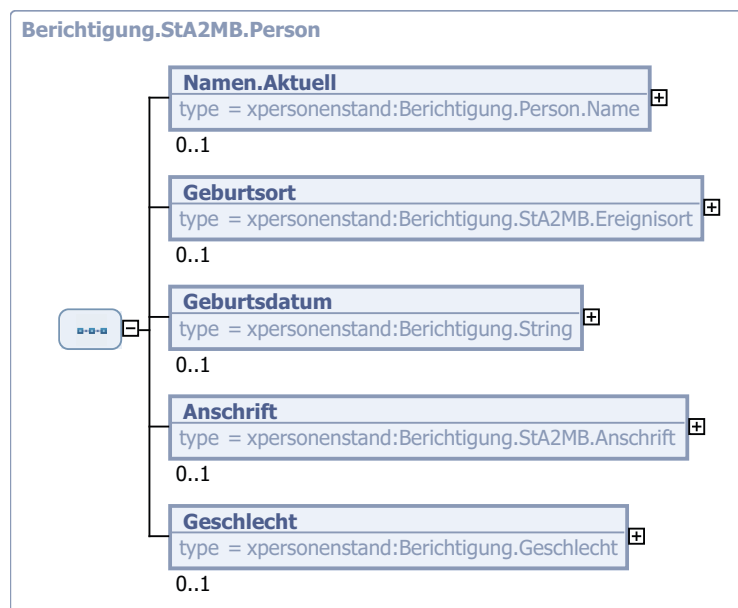 Berichtigung.StA2MB.Person
Namen.Aktuell
type = xpersonenstand:Berichtigung.Person.Name
0..1
Geburtsort
type = xpersonenstand:Berichtigung.StA2MB.Ereignisort
0..1
Geburtsdatum
type = xpersonenstand:Berichtigung.String
0..1
Anschrift
type = xpersonenstand:Berichtigung.StA2MB.Anschrift
0..1
Geschlecht
type = xpersonenstand:Berichtigung.Geschlecht
0..1